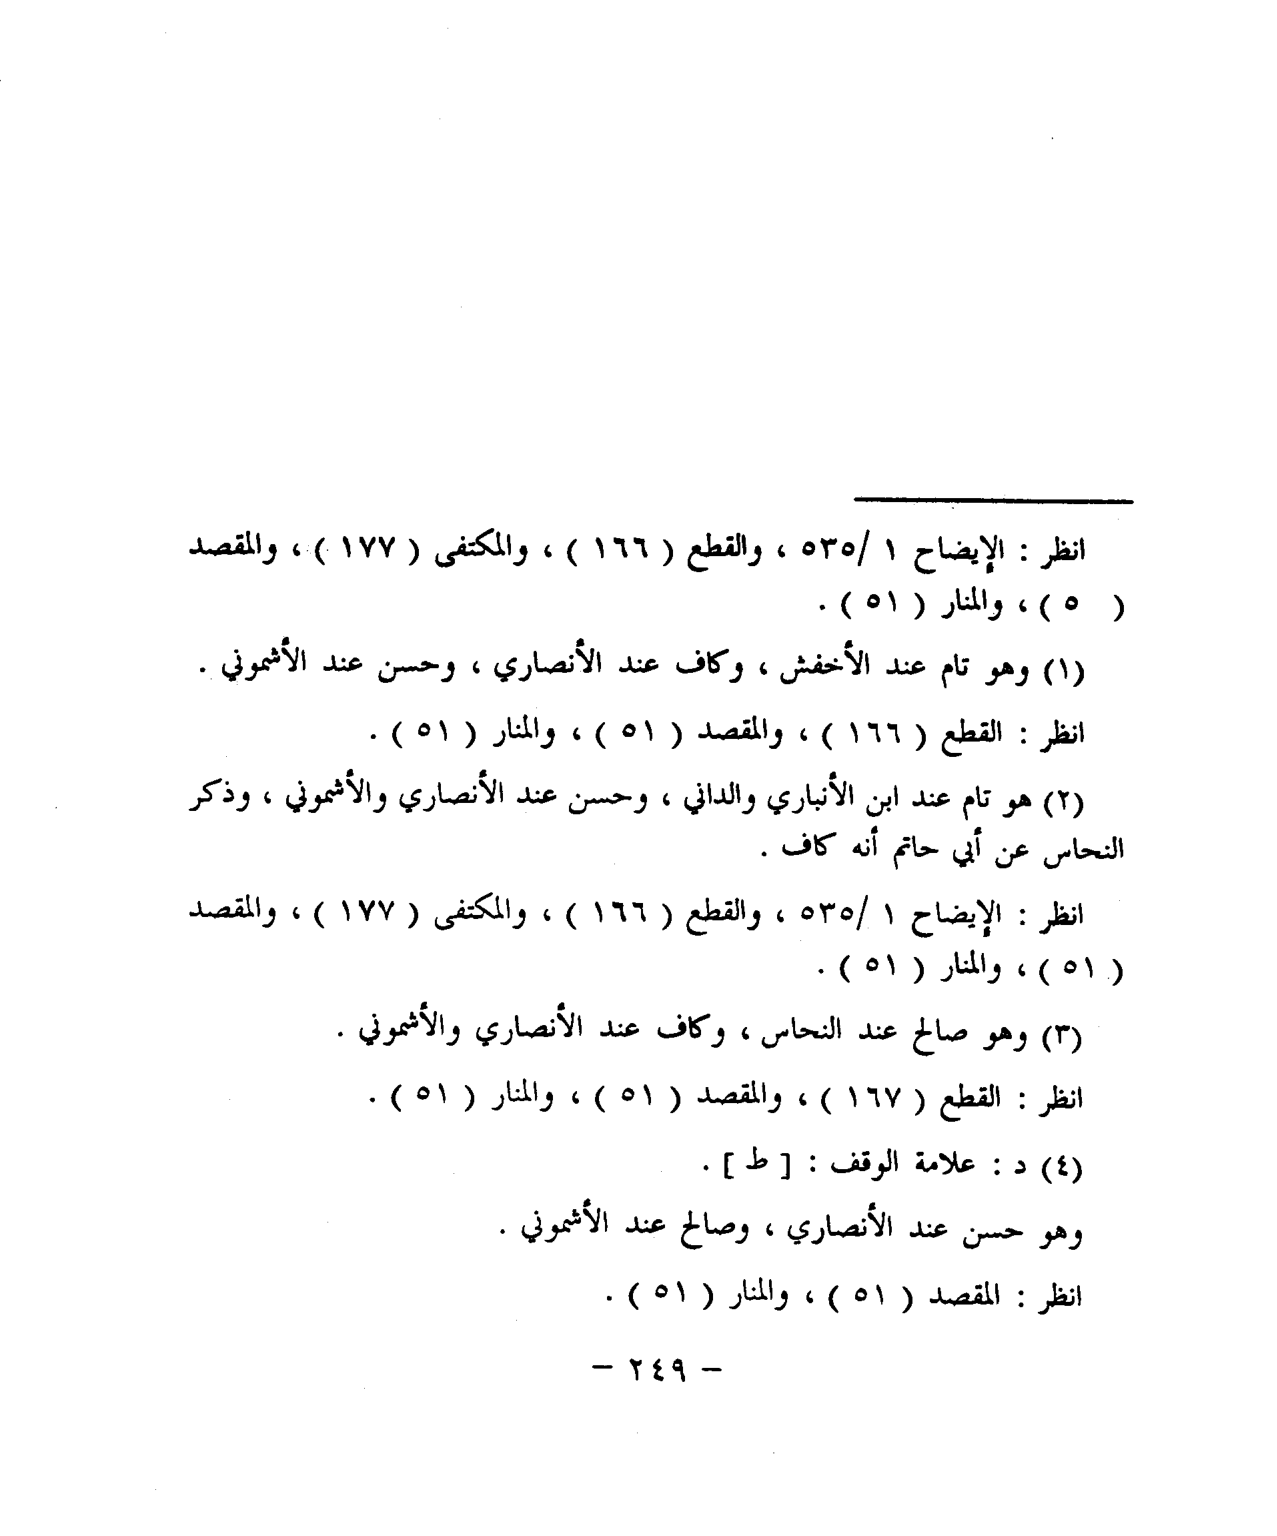 انظر : الإيضاح ١ /٥٣٥ ، والقطع ( ١٦٦ ) ، والمكتفى ( ١٧٧ ) ، والمقصد
( ٥ ) ، والمنار ( ٥١ ) .
(١) وهو تام عند الأخفش ، وكاف عند الأنصاري ، وحسن عند الأشموني .
انظر : القطع ( ١٦٦ ) ، والمقصد ( ٥١ ) ، والمنار ( ٥١ ) .
(٢) هو تام عند ابن الأنباري والداني ، وحسن عند الأنصاري والأشموني ، وذكر
النحاس عن أبي حاتم أنه كاف .
انظر : الإيضاح ١ /٥٣٥ ، والقطع ( ١٦٦ ) ، والمكتفى ( ١٧٧ ) ، والمقصد
( ٥١ ) ، والمنار ( ٥١ ) .
(٣) وهو صالح عند النحاس ، وكاف عند الأنصاري والأشموني .
انظر : القطع ( ١٦٧ ) ، والمقصد ( ٥١ ) ، والمنار ( ٥١ ) .
(٤) د : علامة الوقف : [ ط ] .
وهو حسن عند الأنصاري ، وصالح عند الأشموني .
انظر : المقصد ( ٥١ ) ، والمنار ( ٥١ ) .
– ٢٤٩ –